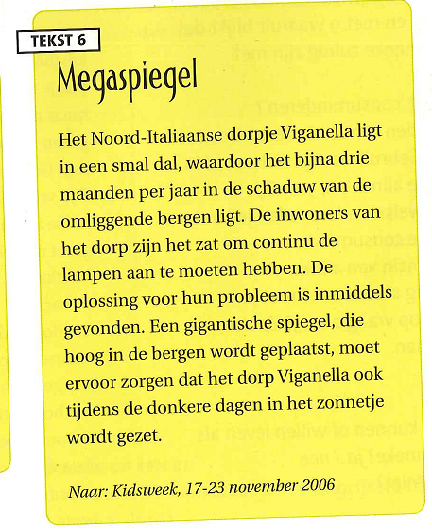 TEKST 6
Megaspiegel
Het Noord-Italiaanse dorpje Viganella ligt
in een smal dal, waardoor het bijna drie
maanden per jaar in de schaduw van de
omliggende bergen ligt. De inwoners van
het dorp zijn het zat om continu de
lampen aan te moeten hebben. De
oplossing voor hun probleem is inmiddels
gevonden. Een gigantische spiegel, die
hoog in de bergen wordt geplaatst, moet
ervoor zorgen dat het dorp Viganella ook
tijdens de donkere dagen in het zonnetje
wordt gezet.
Naar: Kidsweek, 17-23 november 2006